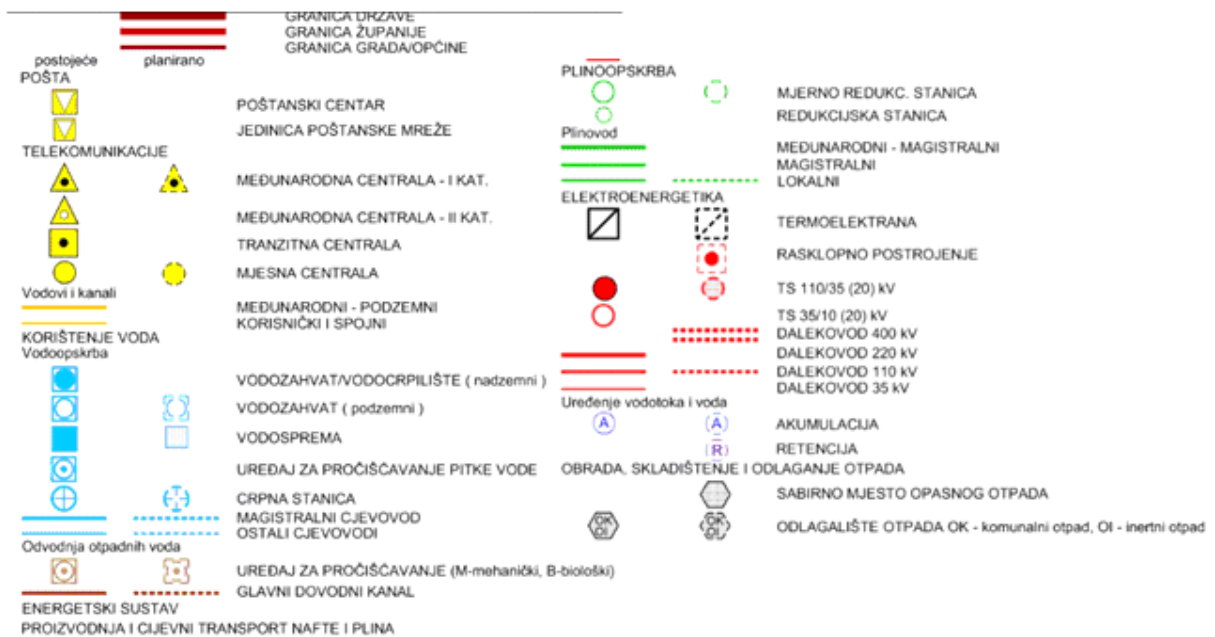 GRANICA DRŽAVE
GRANICA ŽUPANIJE
GRANICA GRADA/OPĆINE
postojeće planirano
POŠTA
POŠTANSKI CENTAR
JEDINICA POŠTANSKE MREŽE
TELEKOMUNIKACIJE
MEĐUNARODNA CENTRALA - I KAT.
MEĐUNARODNA CENTRALA - II KAT.
TRANZITNA CENTRALA
MJESNA CENTRALA
Vodovi i kanali
MEĐUNARODNI - PODZEMNI
KORISNIČKI I SPOJNI
KORIŠTENJE VODA
Vodoopskrba
VODOZAHVAT/VODOCRPILIŠTE ( nadzemni )
VODOZAHVAT ( podzemni )
VODOSPREMA
UREĐAJ ZA PROČIŠĆAVANJE PITKE VODE
CRPNA STANICA
MAGISTRALNI CJEVOVOD
OSTALI CJEVOVODI
Odvodnja otpadnih voda
UREĐAJ ZA PROČIŠĆAVANJE (M-mehanički, B-biološki)
GLAVNI DOVODNI KANAL
ENERGETSKI SUSTAV
PROIZVODNJA I CIJEVNI TRANSPORT NAFTE I PLINA
PLINOOPSKRBA
MJERNO REDUKC. STANICA
REDUKCIJSKA STANICA
Plinovod
MEĐUNARODNI - MAGISTRALNI
MAGISTRALNI
LOKALNI
ELEKTROENERGETIKA
TERMOELEKTRANA
RASKLOPNO POSTROJENJE
TS 110/35 (20) kV
TS 35/10 (20) kV
DALEKOVOD 400 kV
DALEKOVOD 220 kV
DALEKOVOD 110 kV
DALEKOVOD 35 kV
Uređenje vodotoka i voda
A A AKUMULACIJA
R RETENCIJA
OBRADA, SKLADIŠTENJE I ODLAGANJE OTPADA
SABIRNO MJESTO OPASNOG OTPADA
OK OK ODLAGALIŠTE OTPADA OK - komunalni otpad, OI - inertni otpad
OI OI